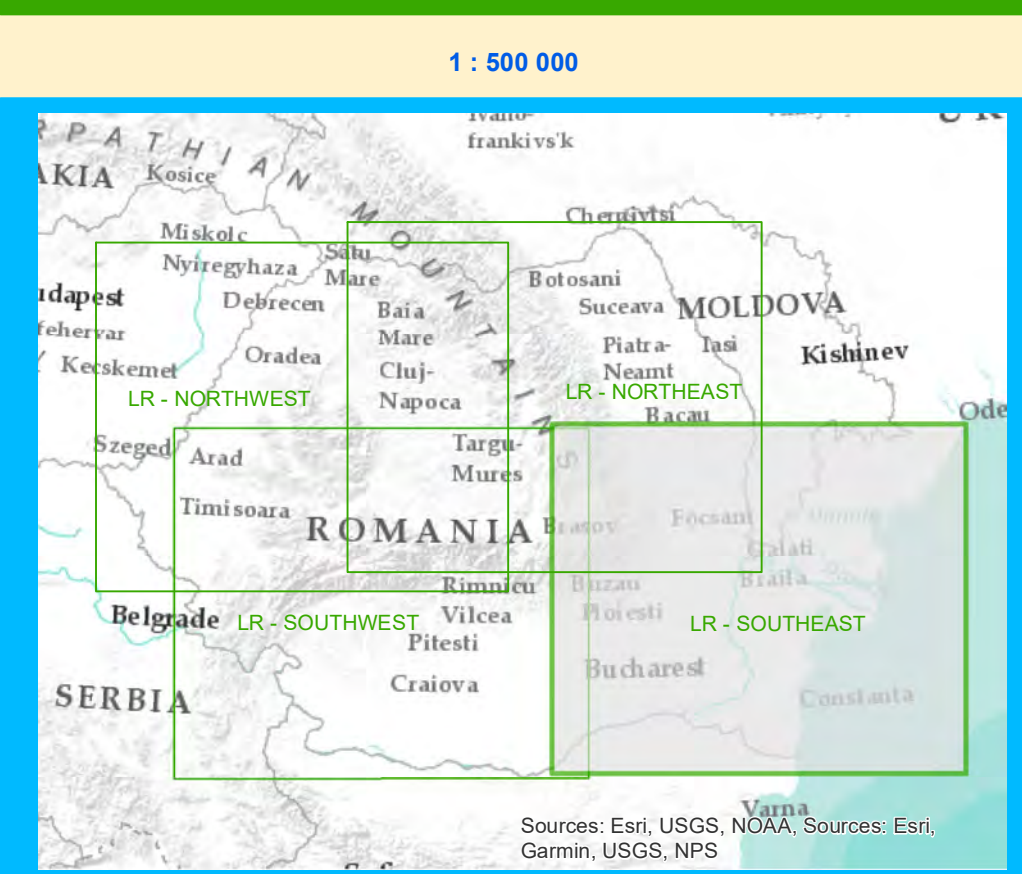 1 : 500 000
frankivs'k
R P A T H I A N M O U N T A I N S
AKIA
Kosice
Chernivtsi
Miskolc
Satu
Mare
Nyiregyhaza
Botosani
udapest
Debrecen
Baia
Mare
Suceava
MOLDOVA
fehervar
Oradea
Piatra-
Neamt
Iasi
Kishinev
Kecskemet
Cluj-
Napoca
LR - NORTHWEST
LR - NORTHEAST
Bacau
Ode
Szeged
Arad
Targu-
Mures
Timisoara
ROMANIA
Brasov
Focsani
Galati
Rimnicu
Vilcea
Buzau
Braila
Belgrade
LR - SOUTHWEST
Ploiesti
LR - SOUTHEAST
Pitesti
Craiova
Bucharest
SERBIA
Constanta
Varna
Sources: Esri, USGS, NOAA, Sources: Esri,
Garmin, USGS, NPS